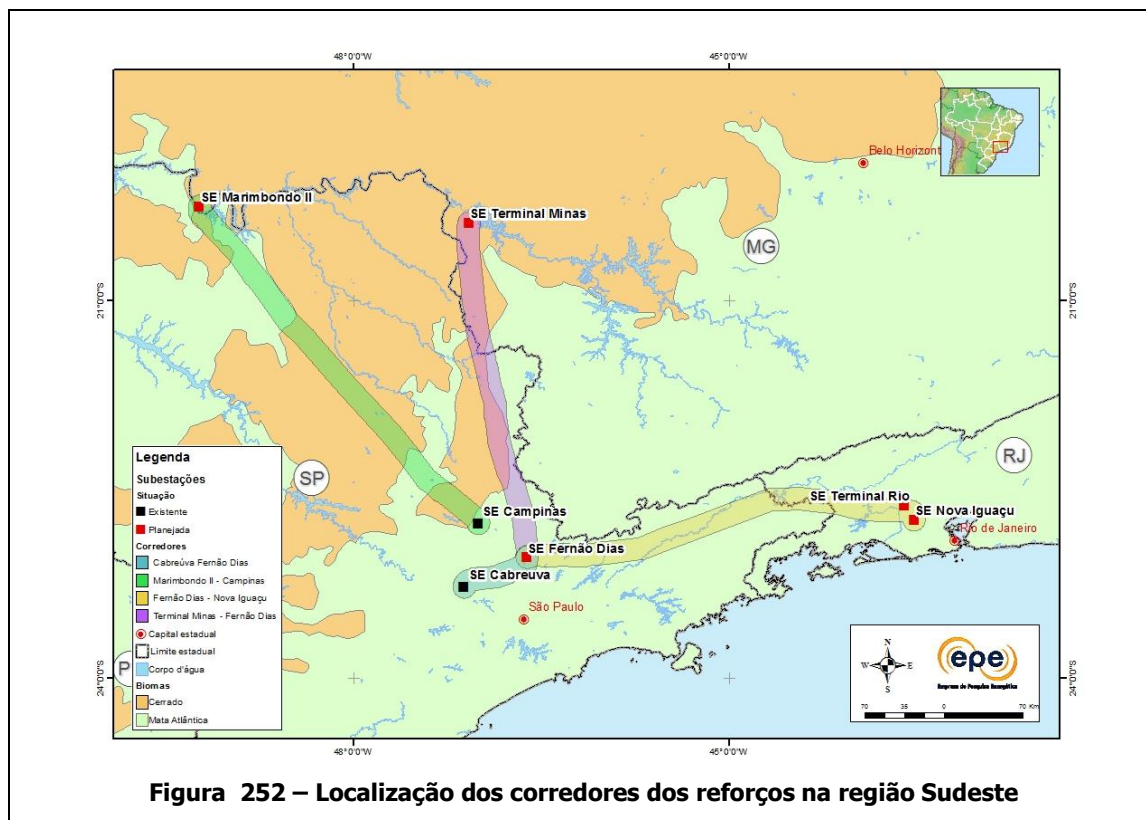 48°0'0"W
45°0'0"W
Belo Horizont
SE Marimbondo II
SE Terminal Minas
MG
21°0'0"S
21°0'0"S
Legenda
Subestações
Situação
Existente
Planejada
Corredores
Cabreúva Fernão Dias
Marimbondo II - Campinas
Fernão Dias - Nova Iguaçu
Terminal Minas - Fernão Dias
Capital estadual
Limite estadual
Corpo d'água
Biomas
Cerrado
Mata Atlântica
SP
RJ
SE Terminal Rio
SE Campinas
SE Nova Iguaçu
Rio de Janeiro
SE Fernão Dias
SE Cabreuva
São Paulo
P
24°0'0"S
24°0'0"S
N
W E
S
epe
Empresa de Pesquisa Energética
70 35 0 70 Km
48°0'0"W
45°0'0"W
Figura 252 – Localização dos corredores dos reforços na região Sudeste